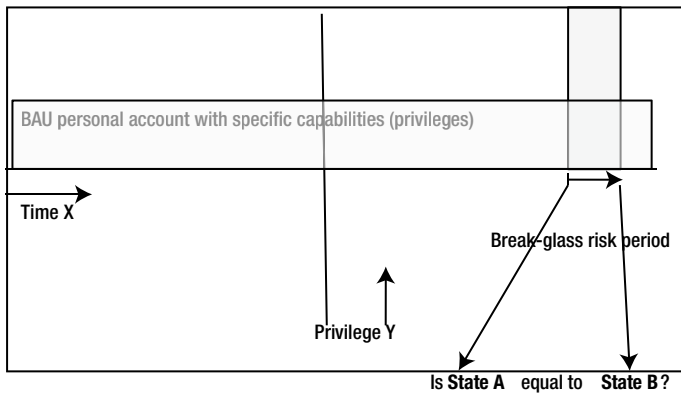 BAU personal account with specific capabilities (privileges)
Time X
Break-glass risk period
Privilege Y
Is State A equal to State B?